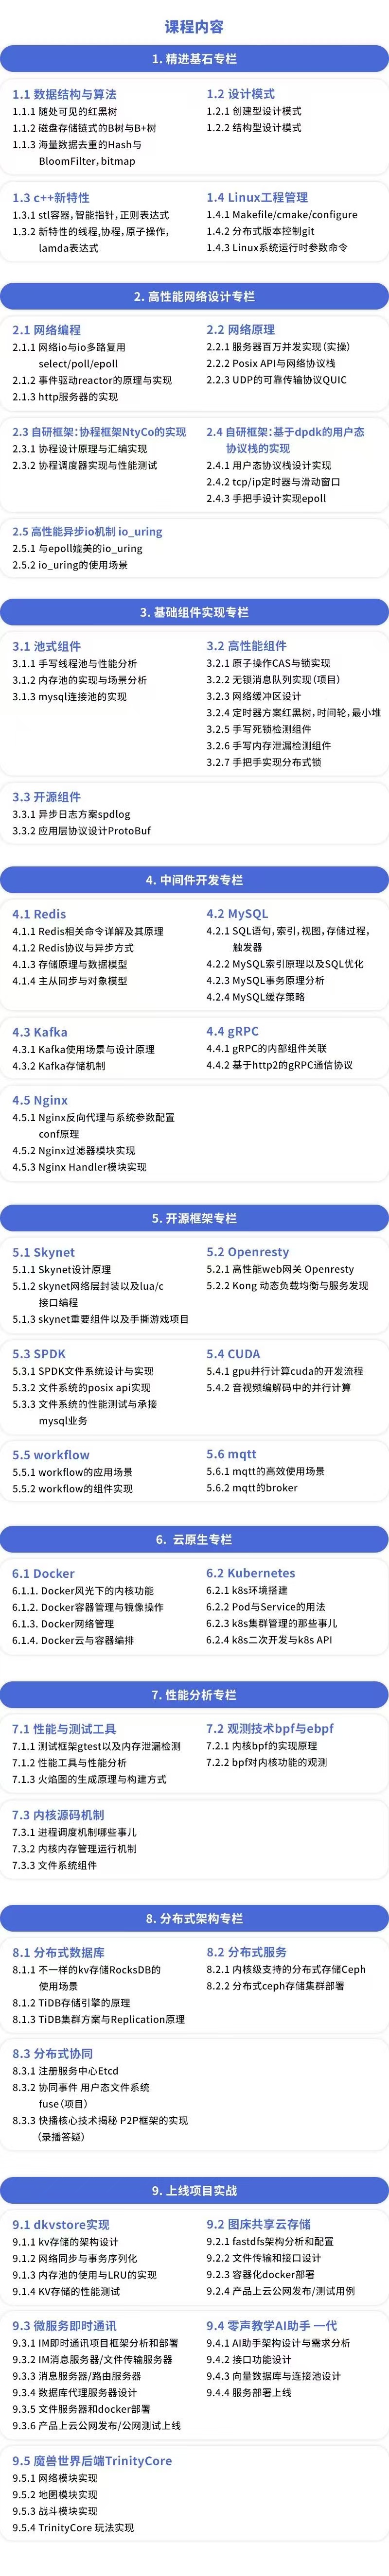 课程内容
1. 精进基石专栏
1.1 数据结构与算法
1.1.1 随处可见的红黑树
1.1.2 磁盘存储链式的B树与B+树
1.1.3 海量数据去重的Hash与
BloomFilter,bitmap
1.2 设计模式
1.2.1 创建型设计模式
1.2.2 结构型设计模式
1.3 c++新特性
1.3.1 stl容器，智能指针，正则表达式
1.3.2 新特性的线程，协程，原子操作，
lamda表达式
1.4 Linux工程管理
1.4.1 Makefile/cmake/configure
1.4.2 分布式版本控制git
1.4.3 Linux系统运行时参数命令
2. 高性能网络设计专栏
2.1 网络编程
2.1.1 网络io与io多路复用
select/poll/epoll
2.1.2 事件驱动reactor的原理与实现
2.1.3 http服务器的实现
2.2 网络原理
2.2.1 服务器百万并发实现（实操）
2.2.2 Posix API与网络协议栈
2.2.3 UDP的可靠传输协议QUIC
2.3 自研框架：协程框架NtyCo的实现
2.3.1 协程设计原理与汇编实现
2.3.2 协程调度器实现与性能测试
2.4 自研框架：基于dpdk的用户态
协议栈的实现
2.4.1 用户态协议栈设计实现
2.4.2 tcp/ip定时器与滑动窗口
2.4.3 手把手设计实现epoll
2.5 高性能异步io机制 io_uring
2.5.1 与epoll媲美的io_uring
2.5.2 io_uring的使用场景
3. 基础组件实现专栏
3.1 池式组件
3.1.1 手写线程池与性能分析
3.1.2 内存池的实现与场景分析
3.1.3 mysql连接池的实现
3.2 高性能组件
3.2.1 原子操作CAS与锁实现
3.2.2 无锁消息队列实现（项目）
3.2.3 网络缓冲区设计
3.2.4 定时器方案红黑树，时间轮，最小堆
3.2.5 手写死锁检测组件
3.2.6 手写内存泄漏检测组件
3.2.7 手把手实现分布式锁
3.3 开源组件
3.3.1 异步日志方案spdlog
3.3.2 应用层协议设计ProtoBuf
4. 中间件开发专栏
4.1 Redis
4.1.1 Redis相关命令详解及其原理
4.1.2 Redis协议与异步方式
4.1.3 存储原理与数据模型
4.1.4 主从同步与对象模型
4.2 MySQL
4.2.1 SQL语句，索引，视图，存储过程，
触发器
4.2.2 MySQL索引原理以及SQL优化
4.2.3 MySQL事务原理分析
4.2.4 MySQL缓存策略
4.3 Kafka
4.3.1 Kafka使用场景与设计原理
4.3.2 Kafka存储机制
4.4 gRPC
4.4.1 gRPC的内部组件关联
4.4.2 基于http2的gRPC通信协议
4.5 Nginx
4.5.1 Nginx反向代理与系统参数配置
conf原理
4.5.2 Nginx过滤器模块实现
4.5.3 Nginx Handler模块实现
5. 开源框架专栏
5.1 Skynet
5.1.1 Skynet设计原理
5.1.2 skynet网络层封装以及lua/c
接口编程
5.1.3 skynet重要组件以及手撕游戏项目
5.2 Openresty
5.2.1 高性能web网关 Openresty
5.2.2 Kong 动态负载均衡与服务发现
5.3 SPDK
5.3.1 SPDK文件系统设计与实现
5.3.2 文件系统的posix api实现
5.3.3 文件系统的性能测试与承接
mysql业务
5.4 CUDA
5.4.1 gpu并行计算cuda的开发流程
5.4.2 音视频编解码中的并行计算
5.5 workflow
5.5.1 workflow的应用场景
5.5.2 workflow的组件实现
5.6 mqtt
5.6.1 mqtt的高效使用场景
5.6.2 mqtt的broker
6. 云原生专栏
6.1 Docker
6.1.1. Docker风光下的内核功能
6.1.2. Docker容器管理与镜像操作
6.1.3. Docker网络管理
6.1.4. Docker云与容器编排
6.2 Kubernetes
6.2.1 k8s环境搭建
6.2.2 Pod与Service的用法
6.2.3 k8s集群管理的那些事儿
6.2.4 k8s二次开发与k8s API
7. 性能分析专栏
7.1 性能与测试工具
7.1.1 测试框架gtest以及内存泄漏检测
7.1.2 性能工具与性能分析
7.1.3 火焰图的生成原理与构建方式
7.2 观测技术bpf与ebpf
7.2.1 内核bpf的实现原理
7.2.2 bpf对内核功能的观测
7.3 内核源码机制
7.3.1 进程调度机制哪些事儿
7.3.2 内核内存管理运行机制
7.3.3 文件系统组件
8. 分布式架构专栏
8.1 分布式数据库
8.1.1 不一样的kv存储RocksDB的
使用场景
8.1.2 TiDB存储引擎的原理
8.1.3 TiDB集群方案与Replication原理
8.2 分布式服务
8.2.1 内核级支持的分布式存储Ceph
8.2.2 分布式ceph存储集群部署
8.3 分布式协同
8.3.1 注册服务中心Etcd
8.3.2 协同事件 用户态文件系统
fuse（项目）
8.3.3 快播核心技术揭秘 P2P框架的实现
（录播答疑）
9. 上线项目实战
9.1 dkvstore实现
9.1.1 kv存储的架构设计
9.1.2 网络同步与事务序列化
9.1.3 内存池的使用与LRU的实现
9.1.4 KV存储的性能测试
9.2 图床共享云存储
9.2.1 fastdfs架构分析和配置
9.2.2 文件传输和接口设计
9.2.3 容器化docker部署
9.2.4 产品上云公网发布/测试用例
9.3 微服务即时通讯
9.3.1 IM即时通讯项目框架分析和部署
9.3.2 IM消息服务器/文件传输服务器
9.3.3 消息服务器/路由服务器
9.3.4 数据库代理服务器设计
9.3.5 文件服务器和docker部署
9.3.6 产品上云公网发布/公网测试上线
9.4 零声教学AI助手 一代
9.4.1 AI助手架构设计与需求分析
9.4.2 接口功能设计
9.4.3 向量数据库与连接池设计
9.4.4 服务部署上线
9.5 魔兽世界后端TrinityCore
9.5.1 网络模块实现
9.5.2 地图模块实现
9.5.3 战斗模块实现
9.5.4 TrinityCore 玩法实现